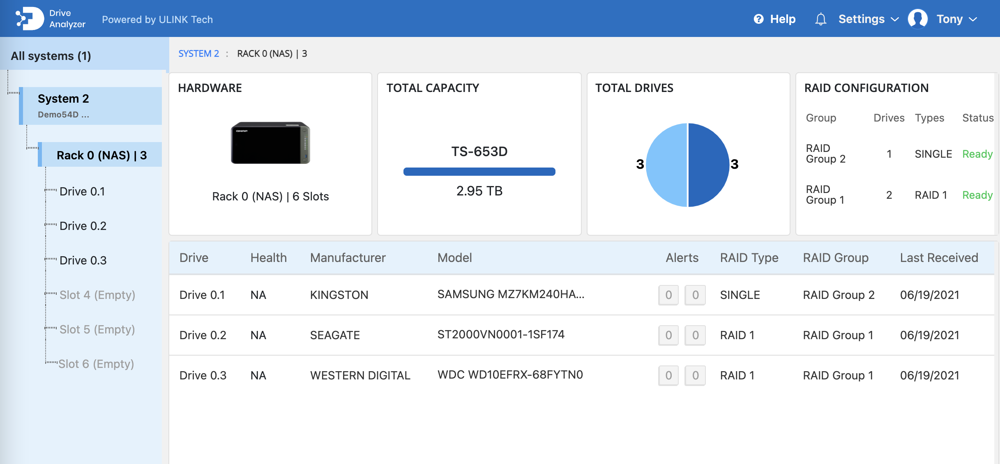 Drive
Analyzer
Powered by ULINK Tech
Help
Settings
Tony
All systems (1)
System 2
Demo54D ...
Rack 0 (NAS) | 3
Drive 0.1
Drive 0.2
Drive 0.3
Slot 4 (Empty)
Slot 5 (Empty)
Slot 6 (Empty)
SYSTEM 2 : RACK 0 (NAS) | 3
HARDWARE
QNAP
Rack 0 (NAS) | 6 Slots
TOTAL CAPACITY
TS-653D
2.95 TB
TOTAL DRIVES
3 3
RAID CONFIGURATION
Group Drives Types Status
RAID
Group 2 1 SINGLE Ready
RAID
Group 1 2 RAID 1 Ready
Drive Health Manufacturer Model Alerts RAID Type RAID Group Last Received
Drive 0.1 NA KINGSTON SAMSUNG MZ7KM240HA... 0 0 SINGLE RAID Group 2 06/19/2021
Drive 0.2 NA SEAGATE ST2000VN0001-1SF174 0 0 RAID 1 RAID Group 1 06/19/2021
Drive 0.3 NA WESTERN DIGITAL WDC WD10EFRX-68FYTN0 0 0 RAID 1 RAID Group 1 06/19/2021